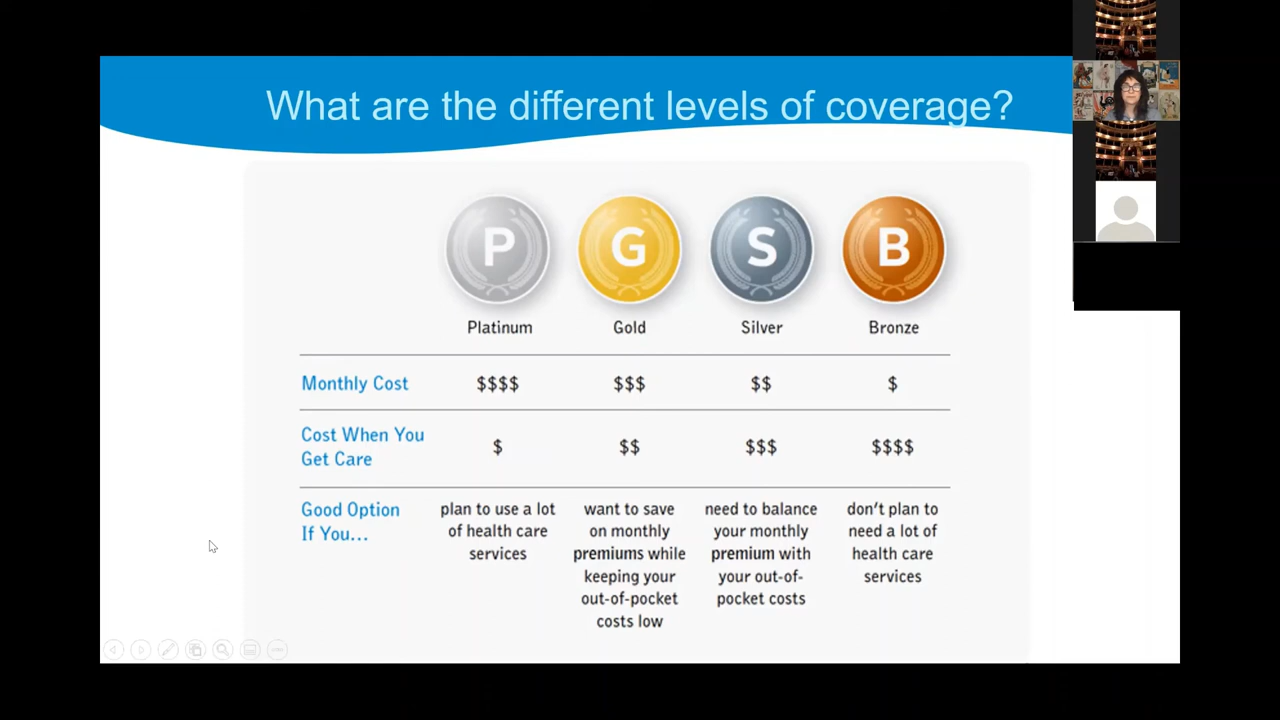 What are the different levels of coverage?
P G S B
Platinum Gold Silver Bronze
Monthly Cost $$$$ $$$ $$ $
Cost When You
Get Care $ $$ $$$ $$$$
Good Option
If You...
plan to use a lot
of health care
services
want to save
on monthly
premiums while
keeping your
out-of-pocket
costs low
need to balance
your monthly
premium with
your out-of-
pocket costs
don't plan to
need a lot of
health care
services